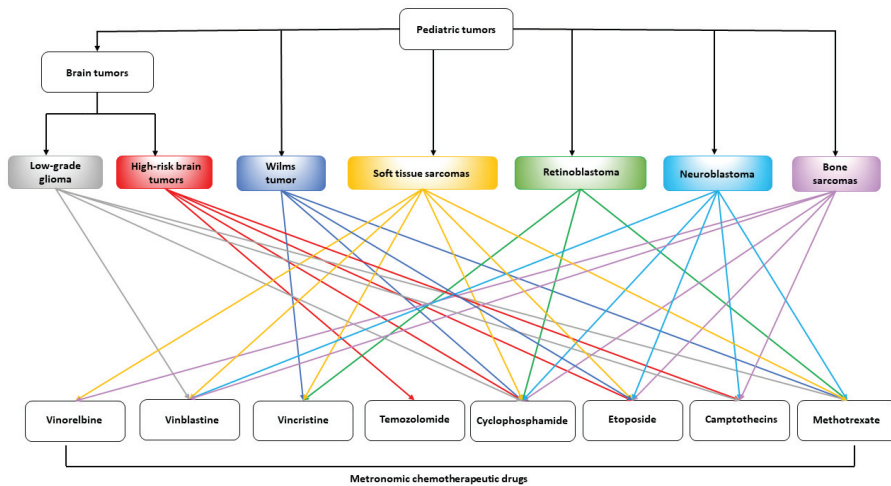 Pediatric tumors
Brain tumors
Low-grade
glioma
High-risk brain
tumors
Wilms
tumor
Soft tissue sarcomas
Retinoblastoma
Neuroblastoma
Bone
sarcomas
Vinorelbine
Vinblastine
Vincristine
Temozolomide
Cyclophosphamide
Etoposide
Camptothecins
Methotrexate
Metronomic chemotherapeutic drugs